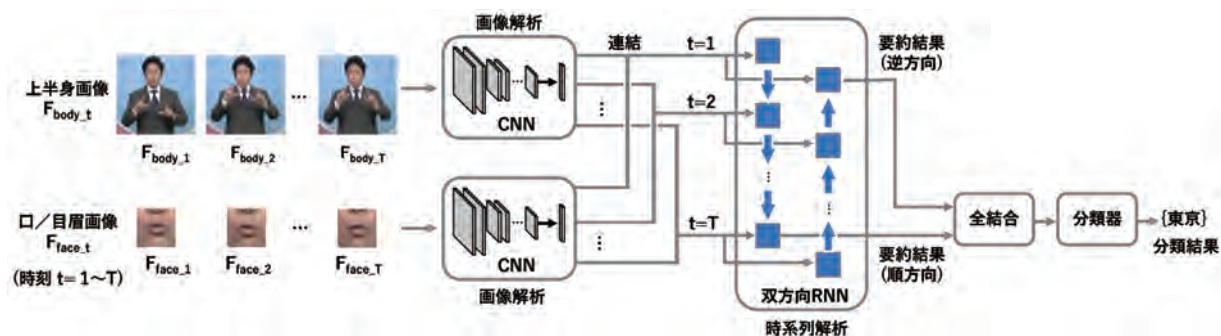 上半身画像
F_body_t
F_body_1
F_body_2
...
F_body_T
口／目眉画像
F_face_t
(時刻 t= 1～T)
F_face_1
F_face_2
...
F_face_T
画像解析
CNN
CNN
画像解析
連結
t=1
t=2
t=T
双方向RNN
時系列解析
要約結果
(逆方向)
要約結果
(順方向)
全結合
分類器
{東京}
分類結果